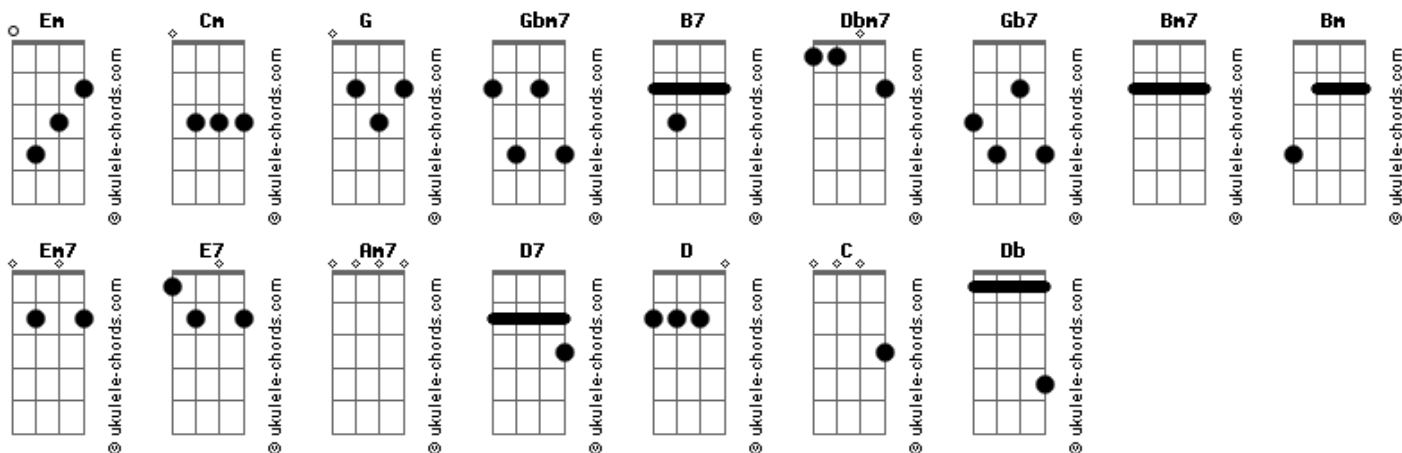 Em Cm G Gbm7 B7 Dbm7 Gb7 Bm7 Bm
© ukulele-chords.com © ukulele-chords.com © ukulele-chords.com © ukulele-chords.com © ukulele-chords.com © ukulele-chords.com © ukulele-chords.com © ukulele-chords.com © ukulele-chords.com
Em7 E7 Am7 D7 D C Db
© ukulele-chords.com © ukulele-chords.com © ukulele-chords.com © ukulele-chords.com © ukulele-chords.com © ukulele-chords.com © ukulele-chords.com